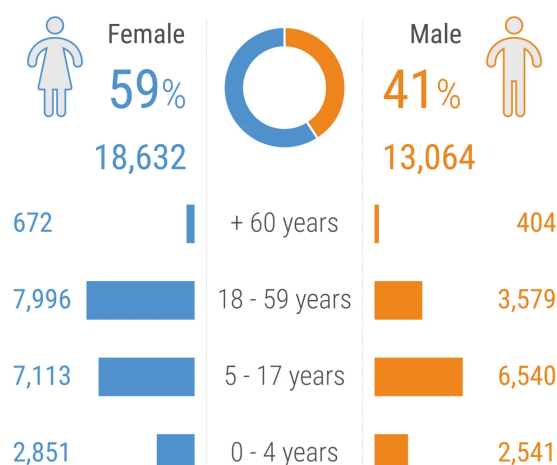 Female
Male
59%
41%
18,632
13,064
672
+ 60 years
404
7,996
18 - 59 years
3,579
7,113
5 - 17 years
6,540
2,851
0 - 4 years
2,541